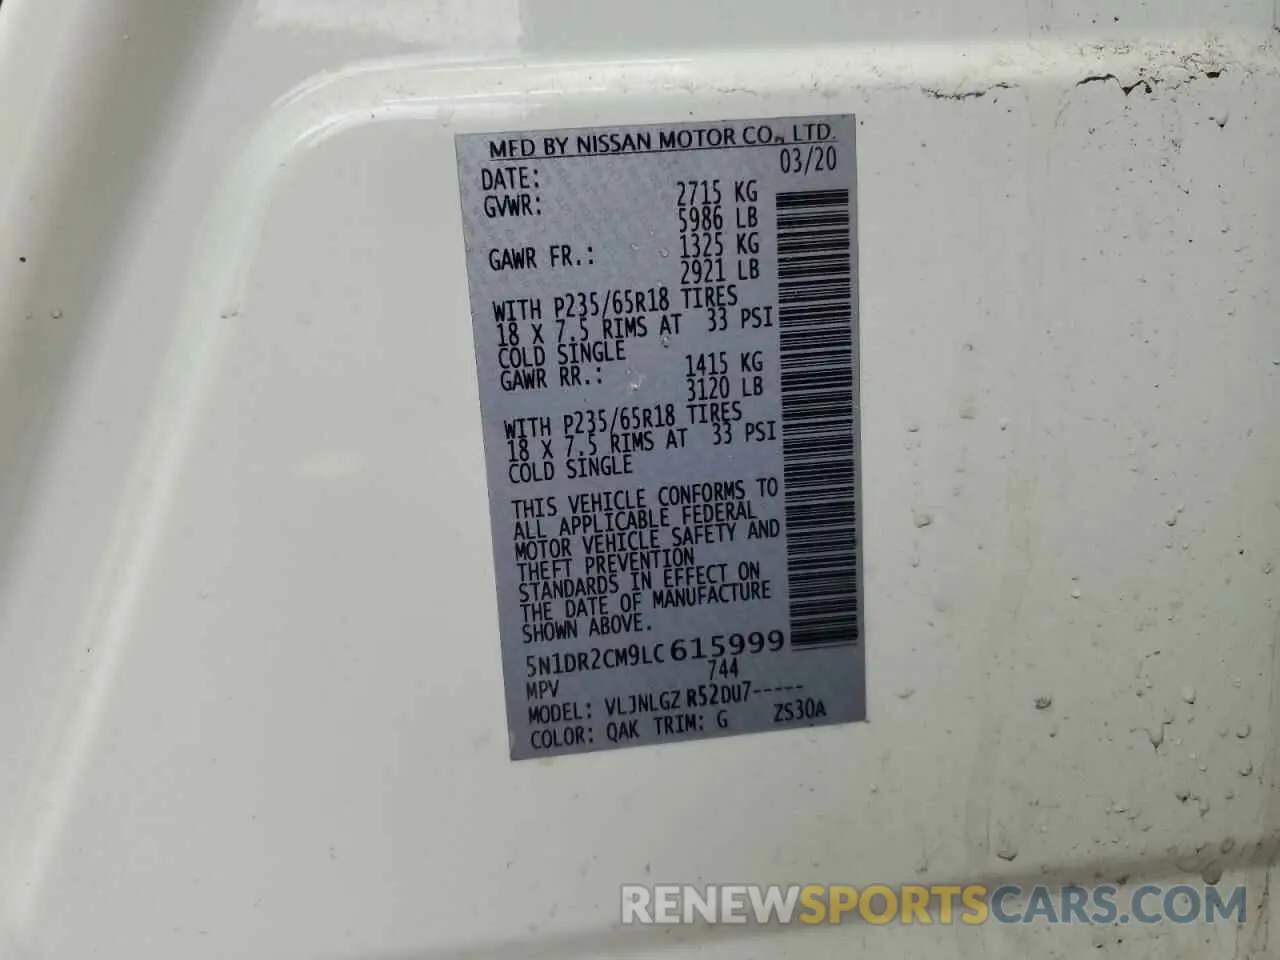 MFD BY NISSAN MOTOR CO., LTD.
DATE: 03/20
GVWR: 2715 KG
5986 LB
GAWR FR.: 1325 KG
2921 LB
WITH P235/65R18 TIRES
18 X 7.5 RIMS AT 33 PSI
COLD SINGLE
GAWR RR.: 1415 KG
3120 LB
WITH P235/65R18 TIRES
18 X 7.5 RIMS AT 33 PSI
COLD SINGLE
THIS VEHICLE CONFORMS TO
ALL APPLICABLE FEDERAL
MOTOR VEHICLE SAFETY AND
THEFT PREVENTION
STANDARDS IN EFFECT ON
THE DATE OF MANUFACTURE
SHOWN ABOVE.
5N1DR2CM9LC615999
MPV 744
MODEL: VLJNLGZ R52DU7-----
COLOR: QAK TRIM: G ZS30A
RENEWSPORTSCARS.COM